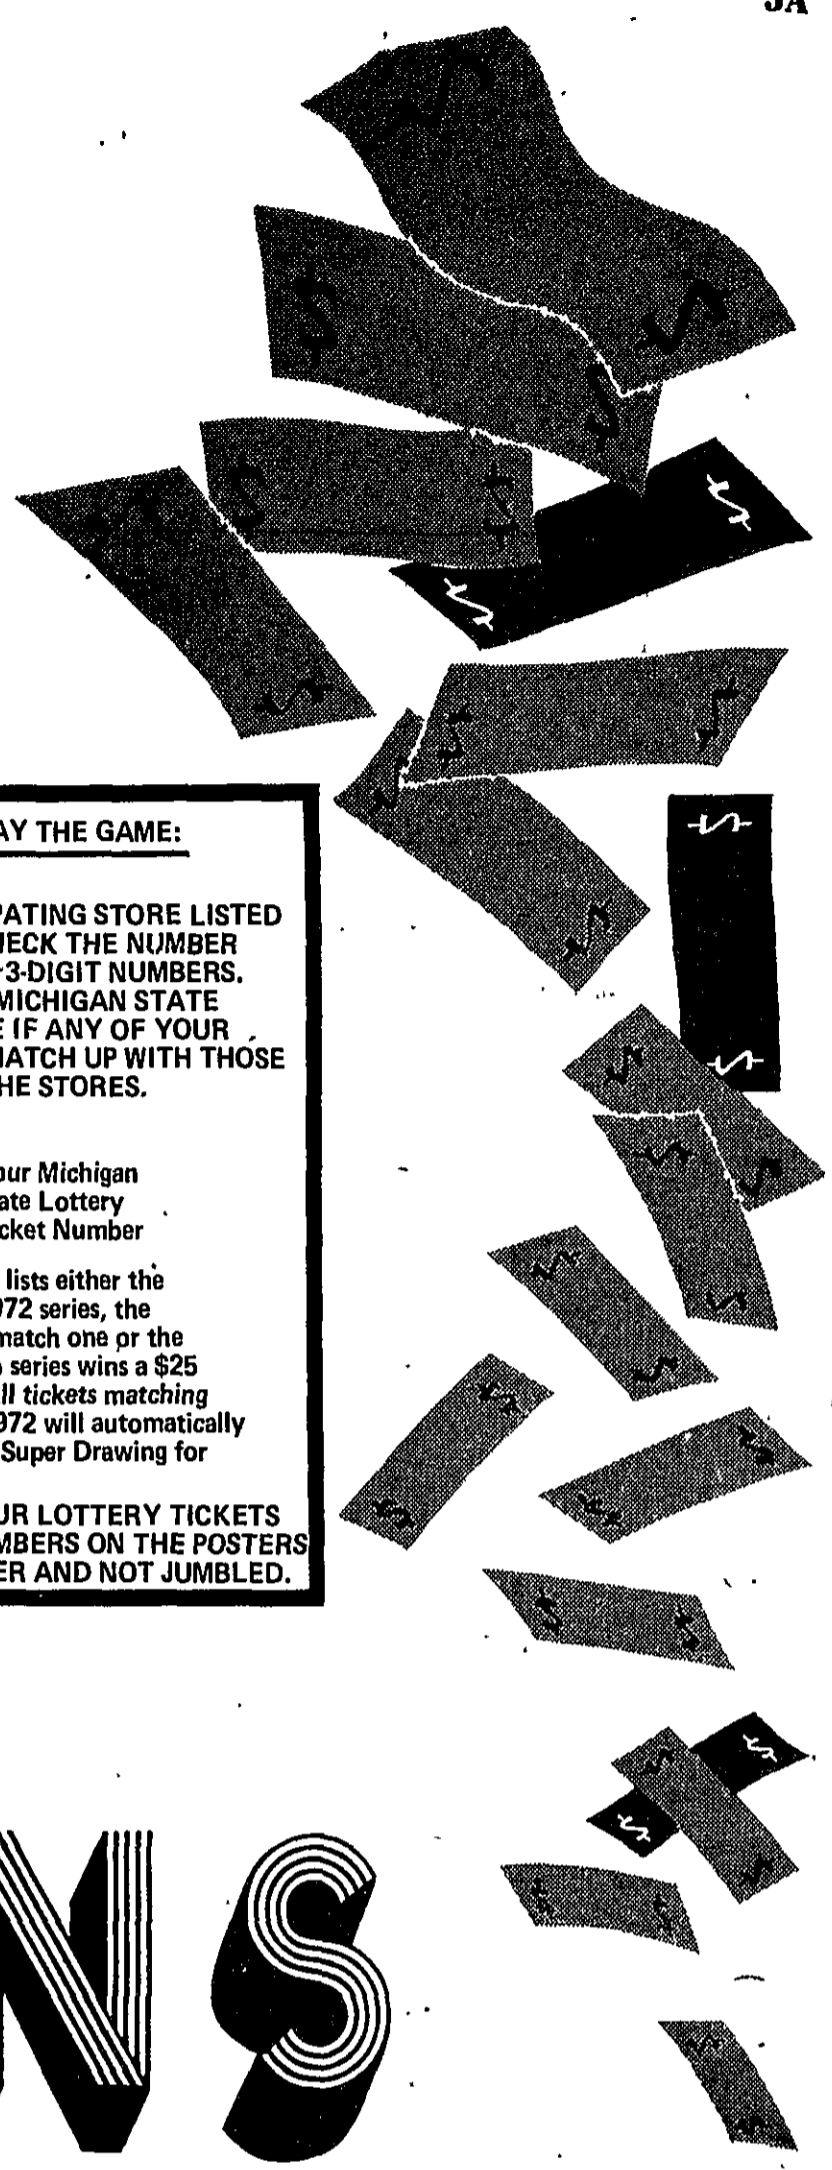 3A
AY THE GAME:
PATING STORE LISTED
HECK THE NUMBER
3-DIGIT NUMBERS.
MICHIGAN STATE
E IF ANY OF YOUR
MATCH UP WITH THOSE
HE STORES.
our Michigan
ate Lottery
cket Number
lists either the
972 series, the
match one or the
series wins a $25
ll tickets matching
972 will automatically
Super Drawing for
UR LOTTERY TICKETS
MBERS ON THE POSTERS
ER AND NOT JUMBLED.
NS